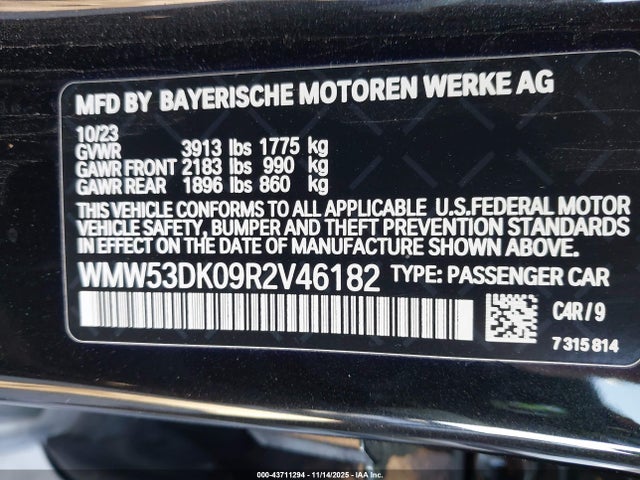 MFD BY BAYERISCHE MOTOREN WERKE AG
10/23
GVWR 3913 lbs 1775 kg
GAWR FRONT 2183 lbs 990 kg
GAWR REAR 1896 lbs 860 kg
THIS VEHICLE CONFORMS TO ALL APPLICABLE U.S.FEDERAL MOTOR
VEHICLE SAFETY, BUMPER AND THEFT PREVENTION STANDARDS
IN EFFECT ON THE DATE OF MANUFACTURE SHOWN ABOVE.
WMW53DK09R2V46182 TYPE: PASSENGER CAR
C4R/9
7315814
000-43711294 - 11/14/2025 - IAA Inc.